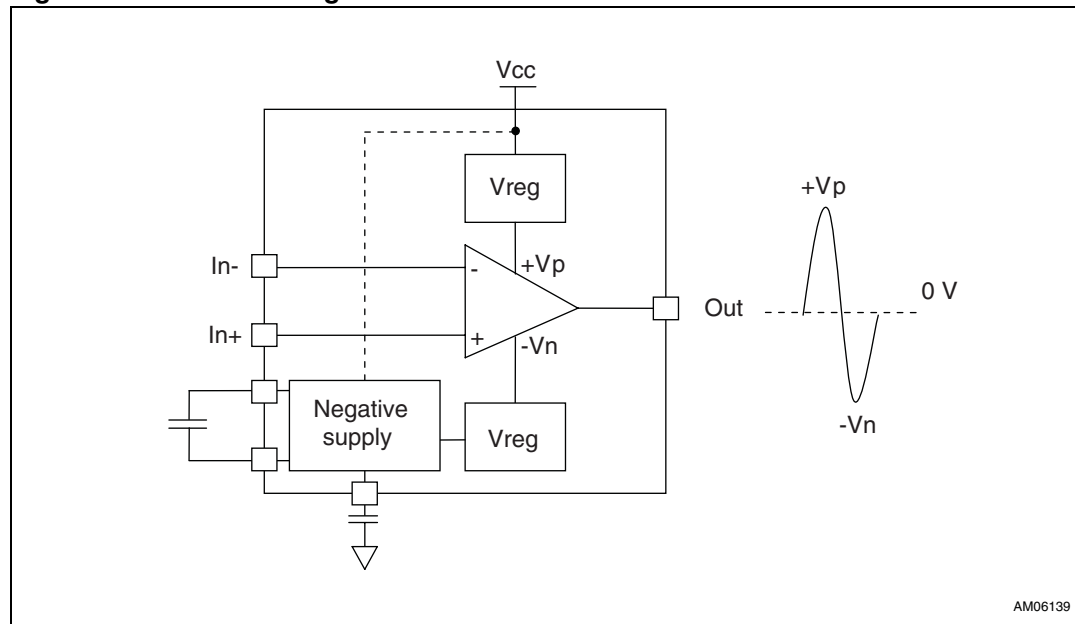 Vcc
Vreg
+Vp
In-
-
+Vp
Out
0 V
In+
+
-Vn
Negative
supply
Vreg
-Vn
AM06139